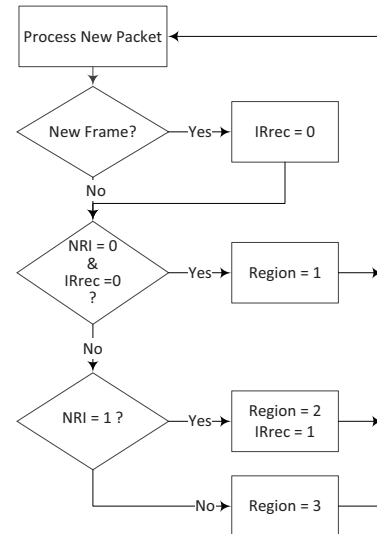 Process New Packet
New Frame?
Yes
IRrec = 0
No
NRI = 0
&
IRrec =0
?
Yes
Region = 1
No
NRI = 1 ?
Yes
Region = 2
IRrec = 1
No
Region = 3